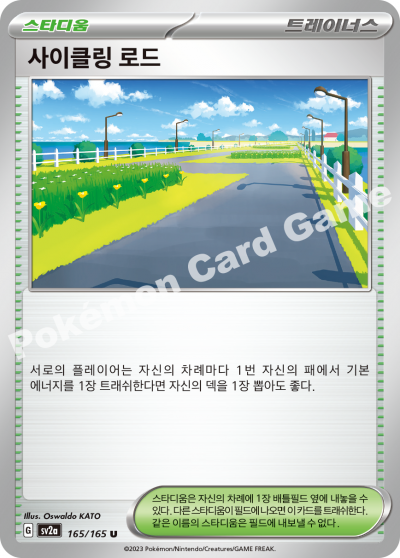 스타디움
트레이너스
사이클링 로드
Pokémon Card Game
서로의 플레이어는 자신의 차례마다 1번 자신의 패에서 기본
에너지를 1장 트래쉬한다면 자신의 덱을 1장 뽑아도 좋다.
Illus. Oswaldo KATO
G sv2a 165/165 U
스타디움은 자신의 차례에 1장 배틀필드 옆에 내놓을 수
있다. 다른 스타디움이 필드에 나오면 이 카드를 트래쉬한다.
같은 이름의 스타디움은 필드에 내보낼 수 없다.
©2023 Pokémon/Nintendo/Creatures/GAME FREAK.